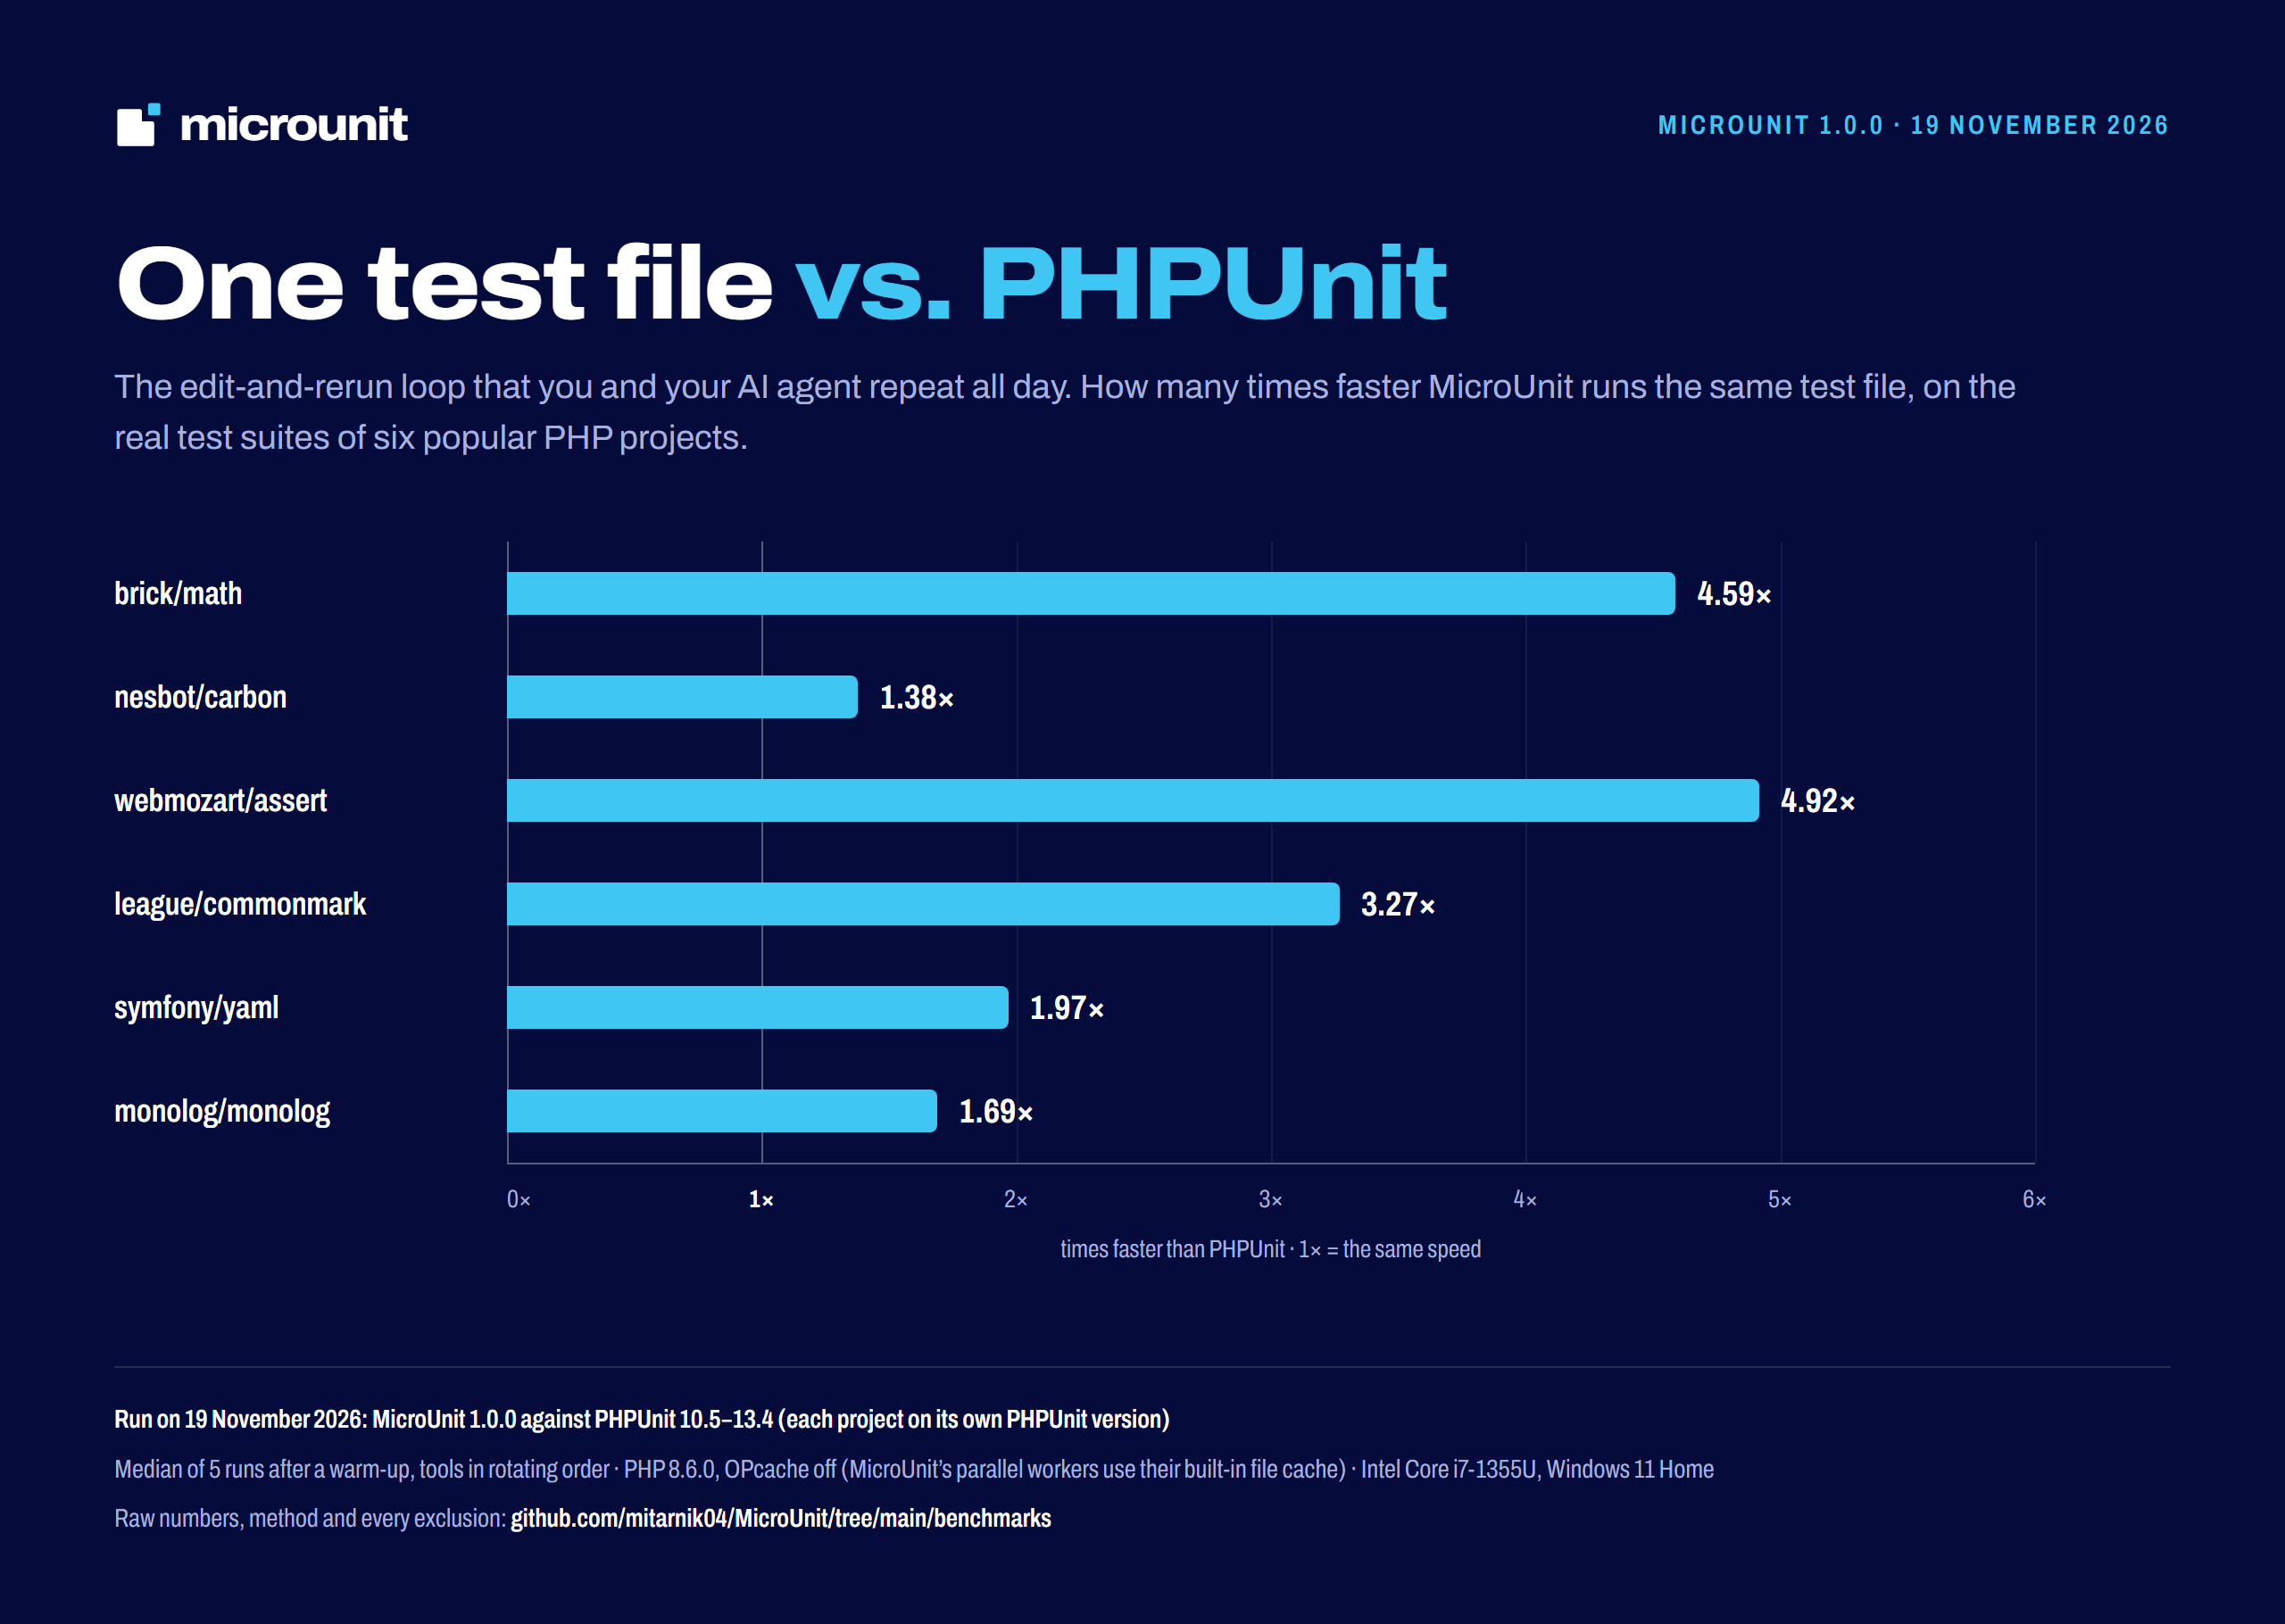 microunit
MICROUNIT 1.0.0 · 19 NOVEMBER 2026
One test file vs. PHPUnit
The edit-and-rerun loop that you and your AI agent repeat all day. How many times faster MicroUnit runs the same test file, on the
real test suites of six popular PHP projects.
brick/math 4.59×
nesbot/carbon 1.38×
webmozart/assert 4.92×
league/commonmark 3.27×
symfony/yaml 1.97×
monolog/monolog 1.69×
0× 1× 2× 3× 4× 5× 6×
times faster than PHPUnit · 1× = the same speed
Run on 19 November 2026: MicroUnit 1.0.0 against PHPUnit 10.5–13.4 (each project on its own PHPUnit version)
Median of 5 runs after a warm-up, tools in rotating order · PHP 8.6.0, OPcache off (MicroUnit’s parallel workers use their built-in file cache) · Intel Core i7-1355U, Windows 11 Home
Raw numbers, method and every exclusion: github.com/mitarnik04/MicroUnit/tree/main/benchmarks